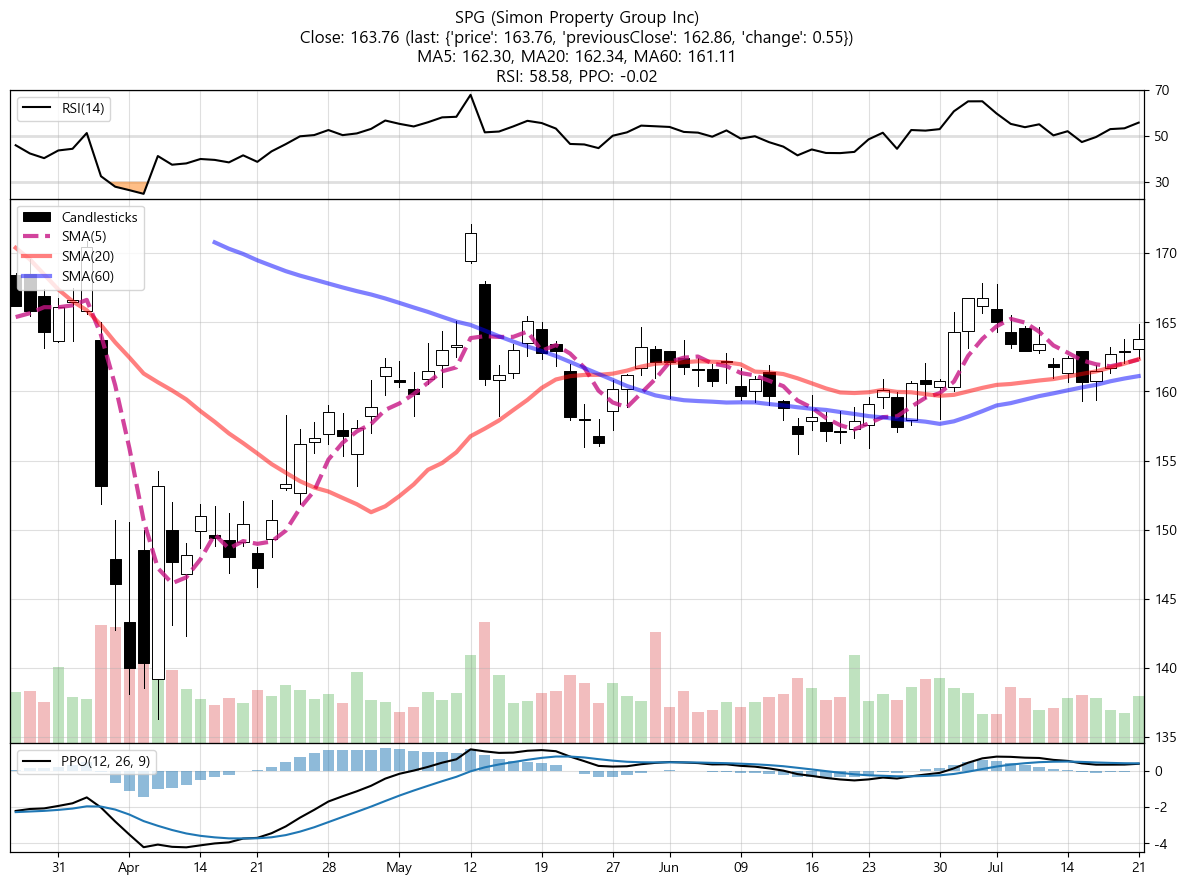 SPG (Simon Property Group Inc)
Close: 163.76 (last: {'price': 163.76, 'previousClose': 162.86, 'change': 0.55})
MA5: 162.30, MA20: 162.34, MA60: 161.11
RSI: 58.58, PPO: -0.02
RSI(14)
70
50
30
Candlesticks
SMA(5)
SMA(20)
SMA(60)
170
165
160
155
150
145
140
135
PPO(12, 26, 9)
0
-2
-4
31 Apr 14 21 28 May 12 19 27 Jun 09 16 23 30 Jul 14 21